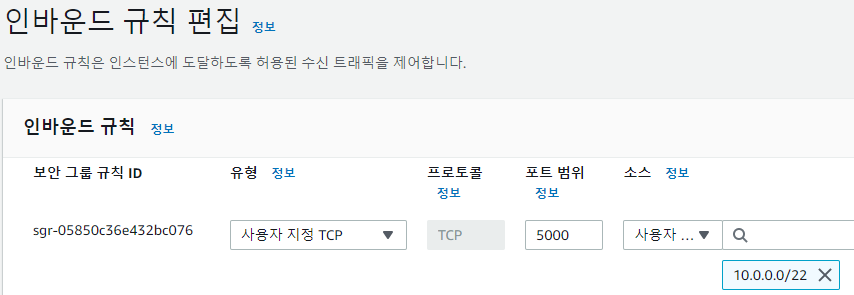 인바운드 규칙 편집 정보
인바운드 규칙은 인스턴스에 도달하도록 허용된 수신 트래픽을 제어합니다.
인바운드 규칙 정보
보안 그룹 규칙 ID 유형 정보 프로토콜 정보 포트 범위 정보 소스 정보
sgr-05850c36e432bc076 사용자 지정 TCP TCP 5000 사용자 ...
10.0.0.0/22